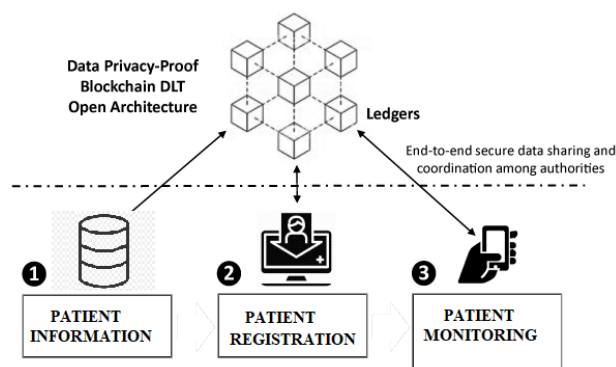 Data Privacy-Proof
Blockchain DLT
Open Architecture
Ledgers
End-to-end secure data sharing and
coordination among authorities
1
2
3
PATIENT
INFORMATION
PATIENT
REGISTRATION
PATIENT
MONITORING